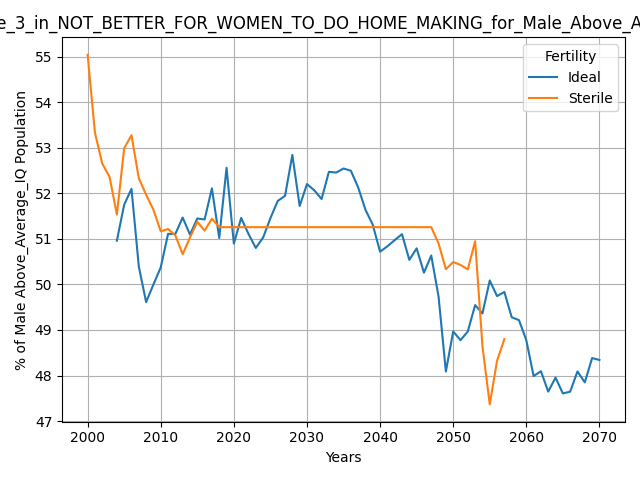 e_3_in_NOT_BETTER_FOR_WOMEN_TO_DO_HOME_MAKING_for_Male_Above_A
Fertility
Ideal
Sterile
% of Male Above_Average_IQ Population
55
54
53
52
51
50
49
48
47
2000 2010 2020 2030 2040 2050 2060 2070
Years